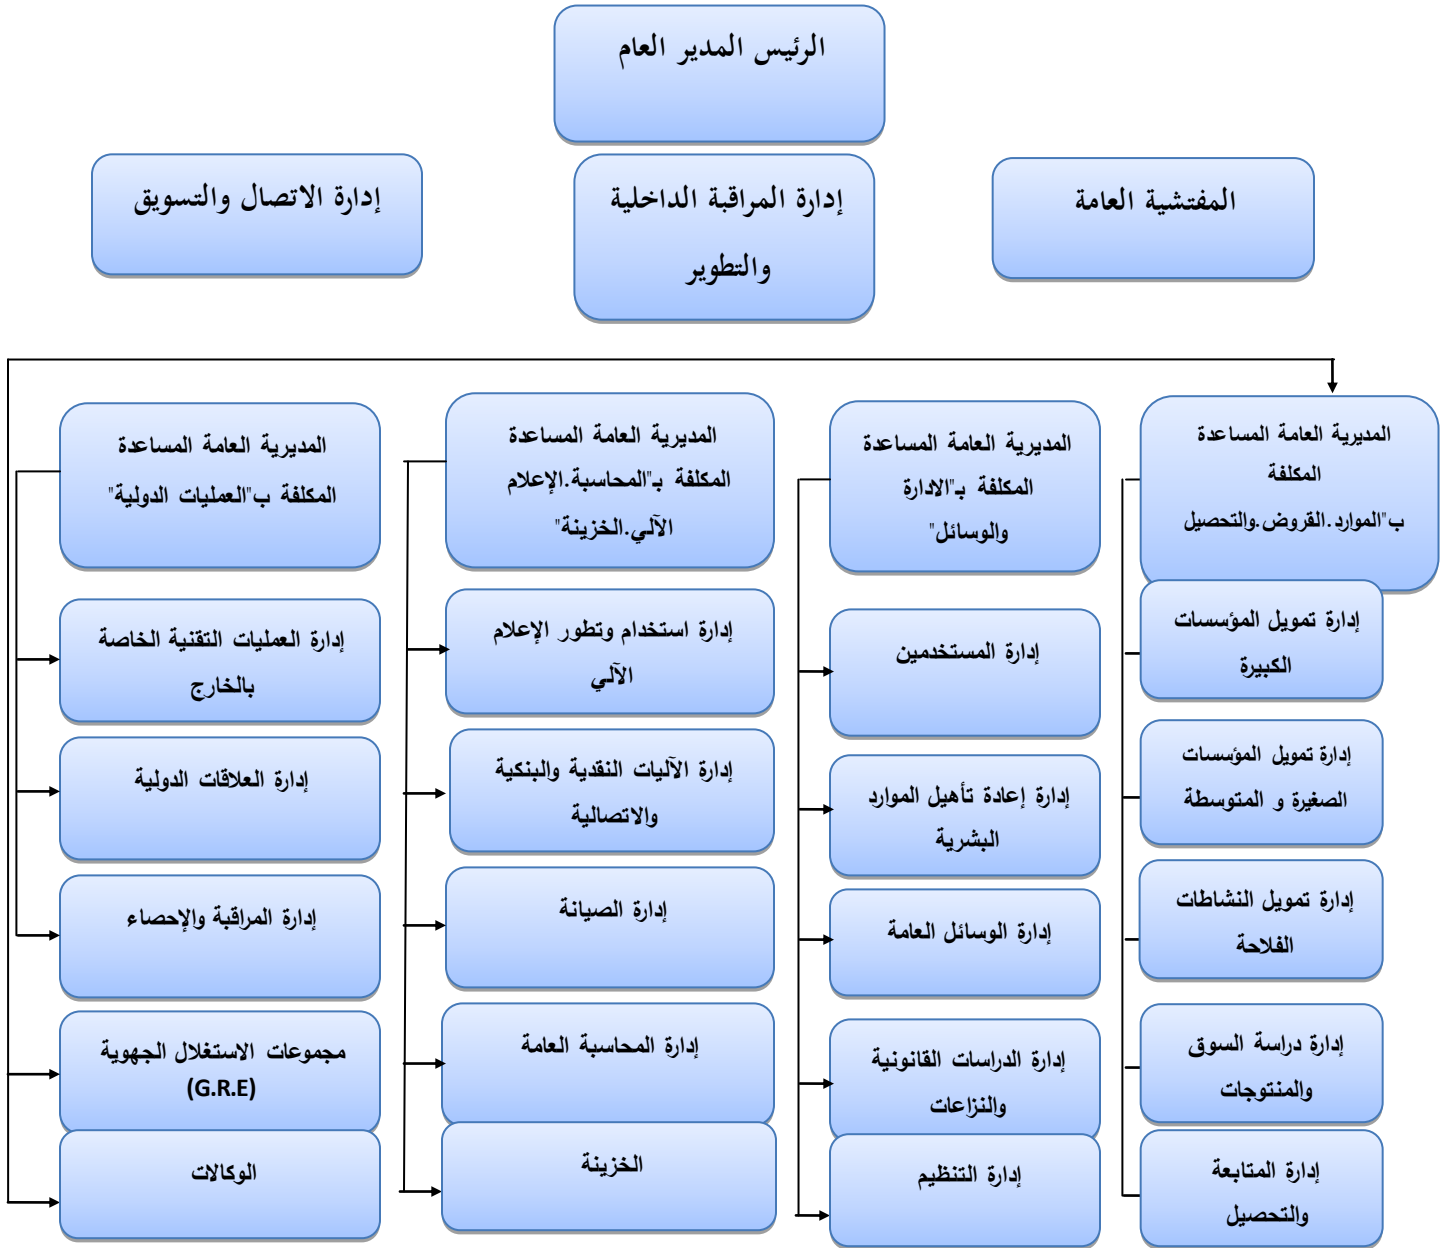 الرئيس المدير العام
المفتشية العامة
إدارة المراقبة الداخلية
والتطوير
إدارة الاتصال والتسويق
المديرية العامة المساعدة
المكلفة
ب"الموارد.القروض.والتحصيل
إدارة تمويل المؤسسات
الكبيرة
إدارة تمويل المؤسسات
الصغيرة و المتوسطة
إدارة تمويل النشاطات
الفلاحة
إدارة دراسة السوق
والمنتوجات
إدارة المتابعة
والتحصيل
المديرية العامة المساعدة
المكلفة بـ"الادارة
والوسائل"
إدارة المستخدمين
إدارة إعادة تأهيل الموارد
البشرية
إدارة الوسائل العامة
إدارة الدراسات القانونية
والنزاعات
إدارة التنظيم
المديرية العامة المساعدة
المكلفة بـ"المحاسبة.الإعلام
الآلي.الخزينة"
إدارة استخدام وتطور الإعلام
الآلي
إدارة الآليات النقدية والبنكية
والاتصالية
إدارة الصيانة
إدارة المحاسبة العامة
الخزينة
المديرية العامة المساعدة
المكلفة ب"العمليات الدولية"
إدارة العمليات التقنية الخاصة
بالخارج
إدارة العلاقات الدولية
إدارة المراقبة والإحصاء
مجموعات الاستغلال الجهوية
(G.R.E)
الوكالات